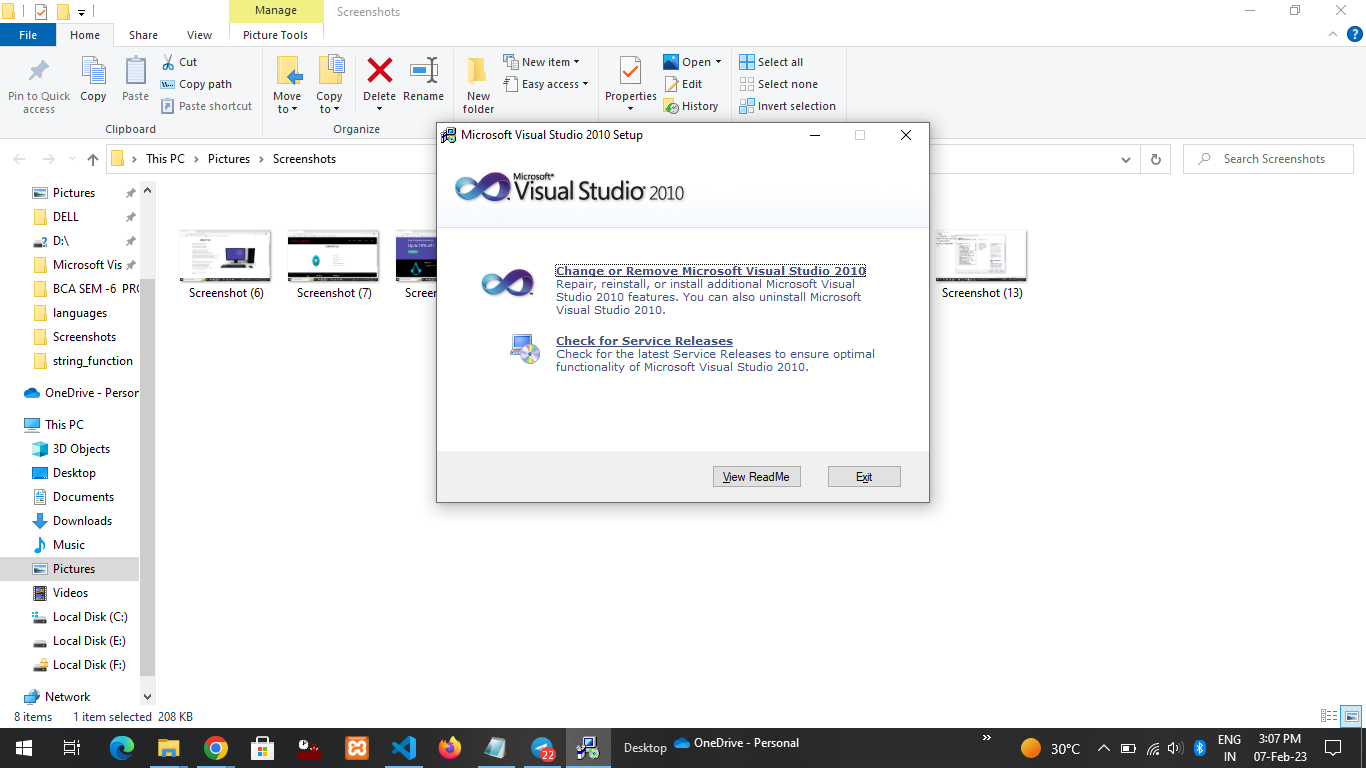 Manage
Screenshots
File
Home
Share
View
Picture Tools
Pin to Quick
access
Copy
Paste
Cut
Copy path
Paste shortcut
Clipboard
Move
to
Copy
to
Delete
Rename
Organize
New
folder
New item
Easy access
Properties
Open
Edit
History
Select all
Select none
Invert selection
This PC
Pictures
Screenshots
Search Screenshots
Pictures
DELL
D:\
Microsoft Vis
BCA SEM -6 PRO
languages
Screenshots
string_function
OneDrive - Person
This PC
3D Objects
Desktop
Documents
Downloads
Music
Pictures
Videos
Local Disk (C:)
Local Disk (E:)
Local Disk (F:)
Network
Screenshot (6)
Screenshot (7)
Screen
Screenshot (13)
Microsoft Visual Studio 2010 Setup
Microsoft®
Visual Studio® 2010
Change or Remove Microsoft Visual Studio 2010
Repair, reinstall, or install additional Microsoft Visual
Studio 2010 features. You can also uninstall Microsoft
Visual Studio 2010.
Check for Service Releases
Check for the latest Service Releases to ensure optimal
functionality of Microsoft Visual Studio 2010.
View ReadMe
Exit
8 items
1 item selected 208 KB
22
Desktop
OneDrive - Personal
30°C
ENG
IN
3:07 PM
07-Feb-23